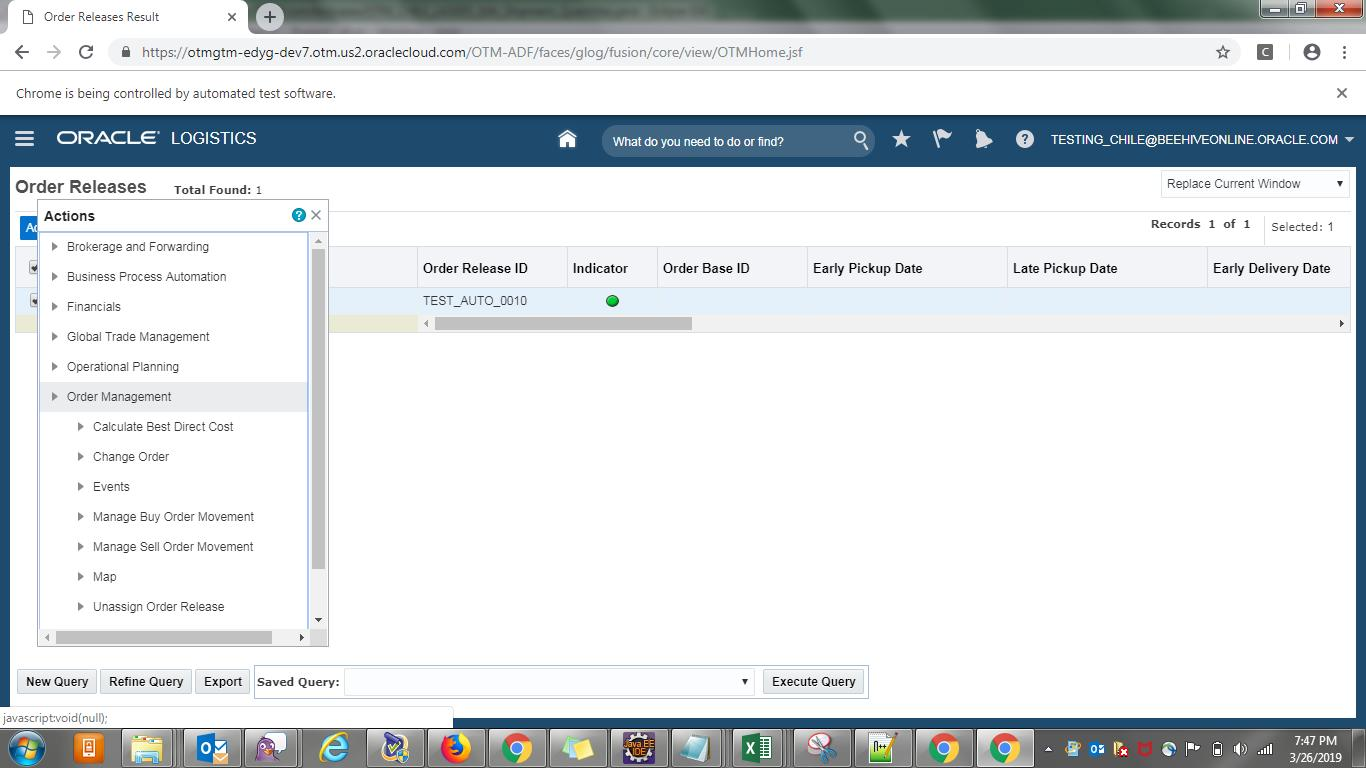 Order Releases Result
https://otmgtm-edyg-dev7.otm.us2.oraclecloud.com/OTM-ADF/faces/glog/fusion/core/view/OTMHome.jsf
C
Chrome is being controlled by automated test software.
ORACLE LOGISTICS
What do you need to do or find?
TESTING_CHILE@BEEHIVEONLINE.ORACLE.COM
Order Releases Total Found: 1
Replace Current Window
Actions
Records 1 of 1 Selected: 1
Order Release ID Indicator Order Base ID Early Pickup Date Late Pickup Date Early Delivery Date
TEST_AUTO_0010
Brokerage and Forwarding
Business Process Automation
Financials
Global Trade Management
Operational Planning
Order Management
Calculate Best Direct Cost
Change Order
Events
Manage Buy Order Movement
Manage Sell Order Movement
Map
Unassign Order Release
New Query Refine Query Export Saved Query: Execute Query
javascript:void(null);
Java EE
IDE
7:47 PM
3/26/2019